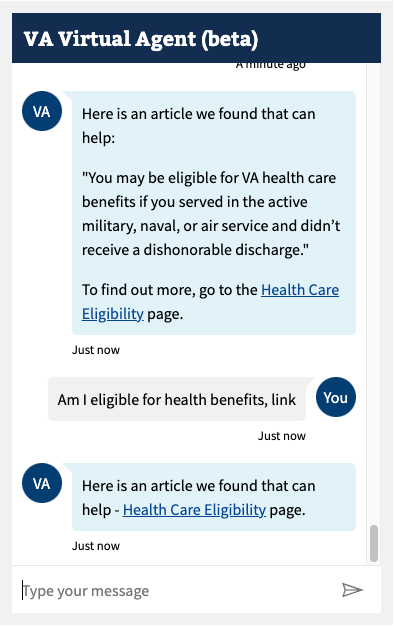 VA Virtual Agent (beta)
A minute ago
VA
Here is an article we found that can
help:
"You may be eligible for VA health care
benefits if you served in the active
military, naval, or air service and didn’t
receive a dishonorable discharge."
To find out more, go to the Health Care
Eligibility page.
Just now
Am I eligible for health benefits, link
You
Just now
VA
Here is an article we found that can
help - Health Care Eligibility page.
Just now
Type your message